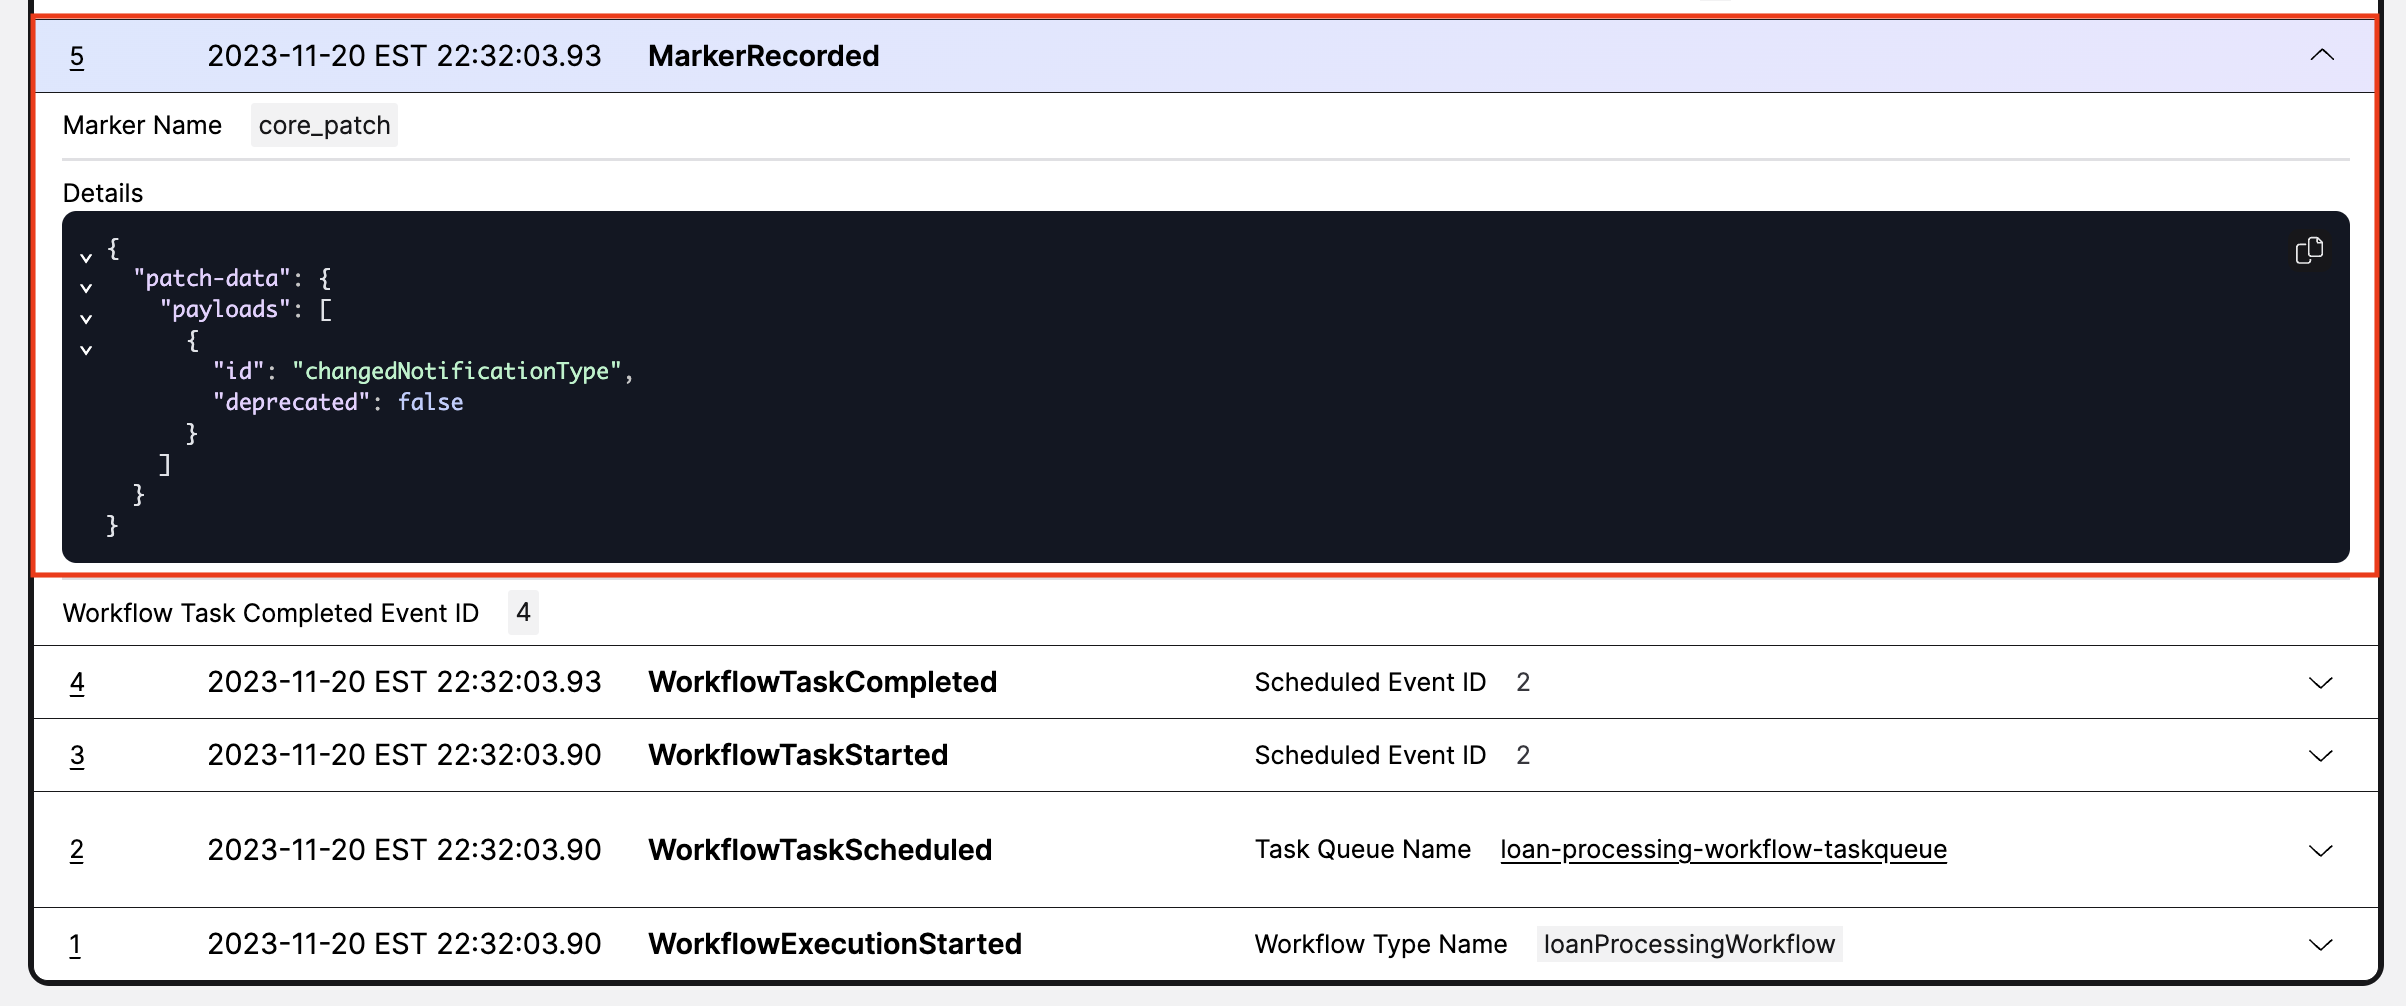 5 2023-11-20 EST 22:32:03.93 MarkerRecorded
Marker Name core_patch
Details
{
"patch-data": {
"payloads": [
{
"id": "changedNotificationType",
"deprecated": false
}
]
}
}
Workflow Task Completed Event ID 4
4 2023-11-20 EST 22:32:03.93 WorkflowTaskCompleted Scheduled Event ID 2
3 2023-11-20 EST 22:32:03.90 WorkflowTaskStarted Scheduled Event ID 2
2 2023-11-20 EST 22:32:03.90 WorkflowTaskScheduled Task Queue Name loan-processing-workflow-taskqueue
1 2023-11-20 EST 22:32:03.90 WorkflowExecutionStarted Workflow Type Name loanProcessingWorkflow